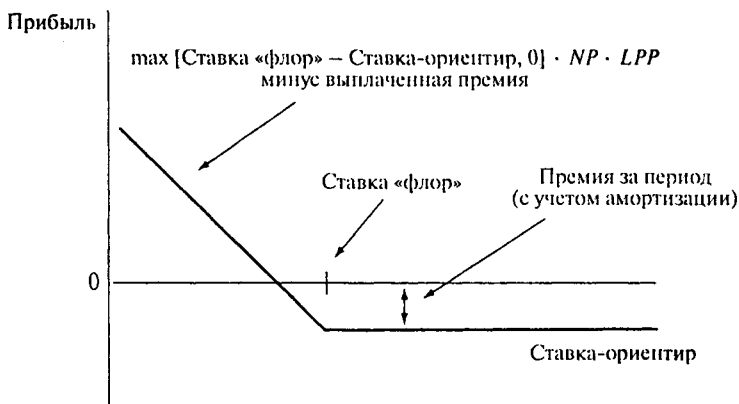 Прибыль
max [Ставка «флор» – Ставка-ориентир, 0] · NP · LPP
минус выплаченная премия
Ставка «флор»
Премия за период
(с учетом амортизации)
0
Ставка-ориентир